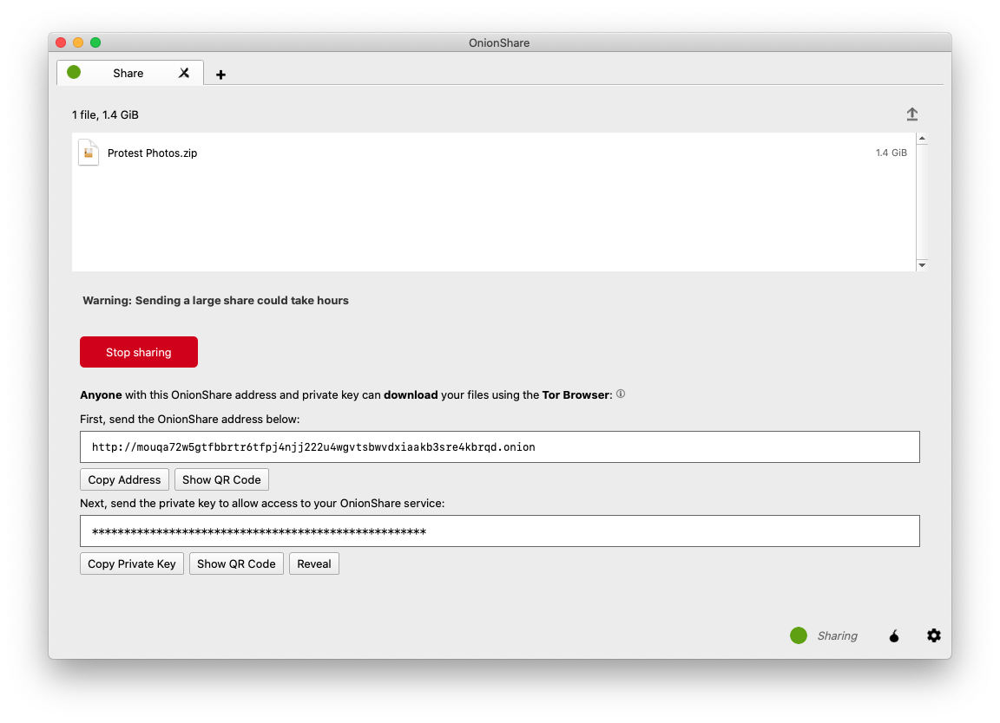 OnionShare
Share
1 file, 1.4 GiB
Protest Photos.zip 1.4 GiB
Warning: Sending a large share could take hours
Stop sharing
Anyone with this OnionShare address and private key can download your files using the Tor Browser:
First, send the OnionShare address below:
http://mouqa72w5gtfbbrtr6tfpj4njj222u4wgvtsbwvdxiaakb3sre4kbrqd.onion
Copy Address Show QR Code
Next, send the private key to allow access to your OnionShare service:
****************************************************
Copy Private Key Show QR Code Reveal
Sharing